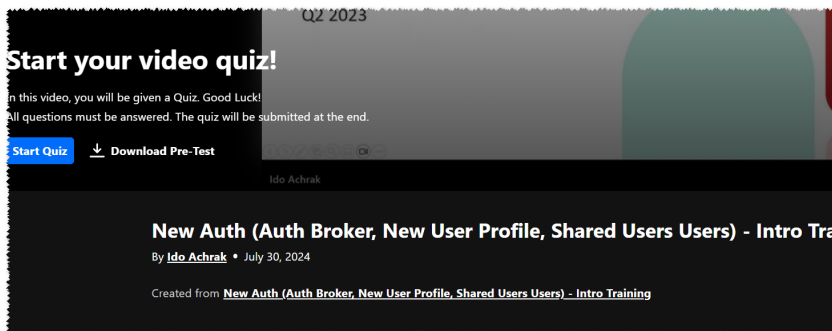 Q2 2023
Start your video quiz!
In this video, you will be given a Quiz. Good Luck!
All questions must be answered. The quiz will be submitted at the end.
Start Quiz
Download Pre-Test
Ido Achrak
New Auth (Auth Broker, New User Profile, Shared Users Users) - Intro Tra
By Ido Achrak • July 30, 2024
Created from New Auth (Auth Broker, New User Profile, Shared Users Users) - Intro Training